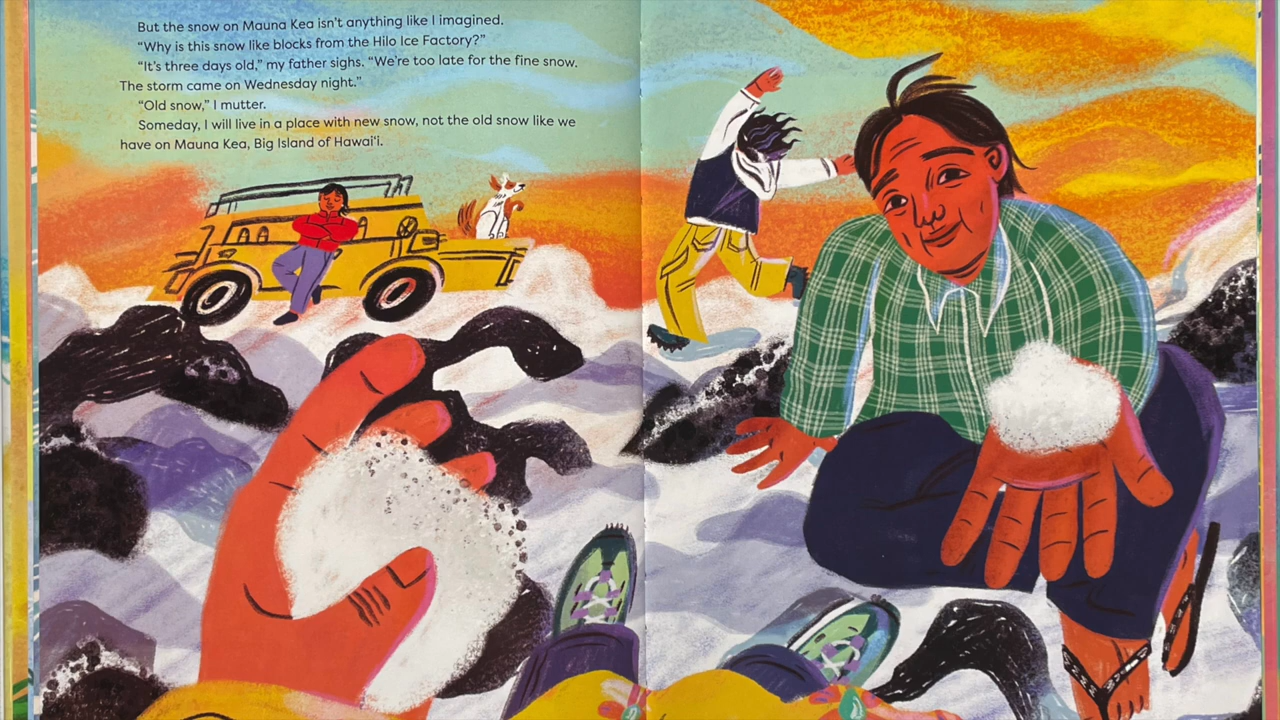 But the snow on Mauna Kea isn't anything like I imagined.
"Why is this snow like blocks from the Hilo Ice Factory?"
"It's three days old," my father sighs. "We're too late for the fine snow.
The storm came on Wednesday night."
"Old snow," I mutter.
Someday, I will live in a place with new snow, not the old snow like we
have on Mauna Kea, Big Island of Hawaiʻi.